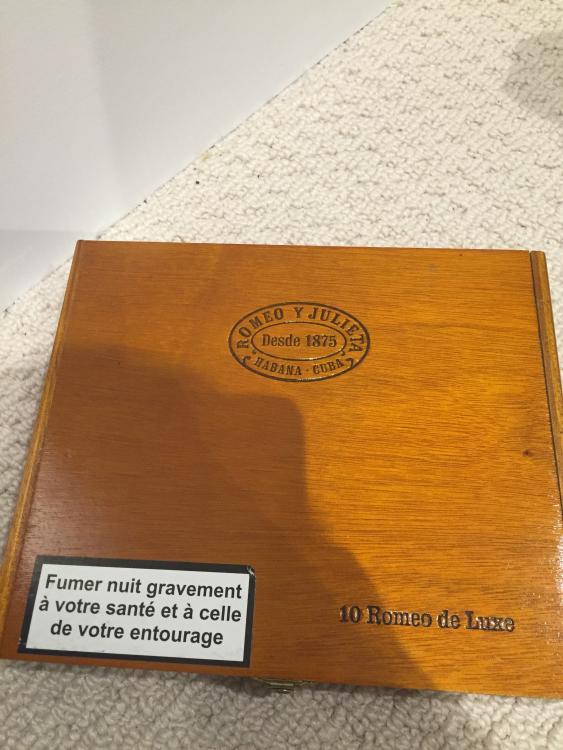 ROMEO Y JULIETA
Desde 1875
HABANA · CUBA
Fumer nuit gravement
à votre santé et à celle
de votre entourage
10 Romeo de Luxe